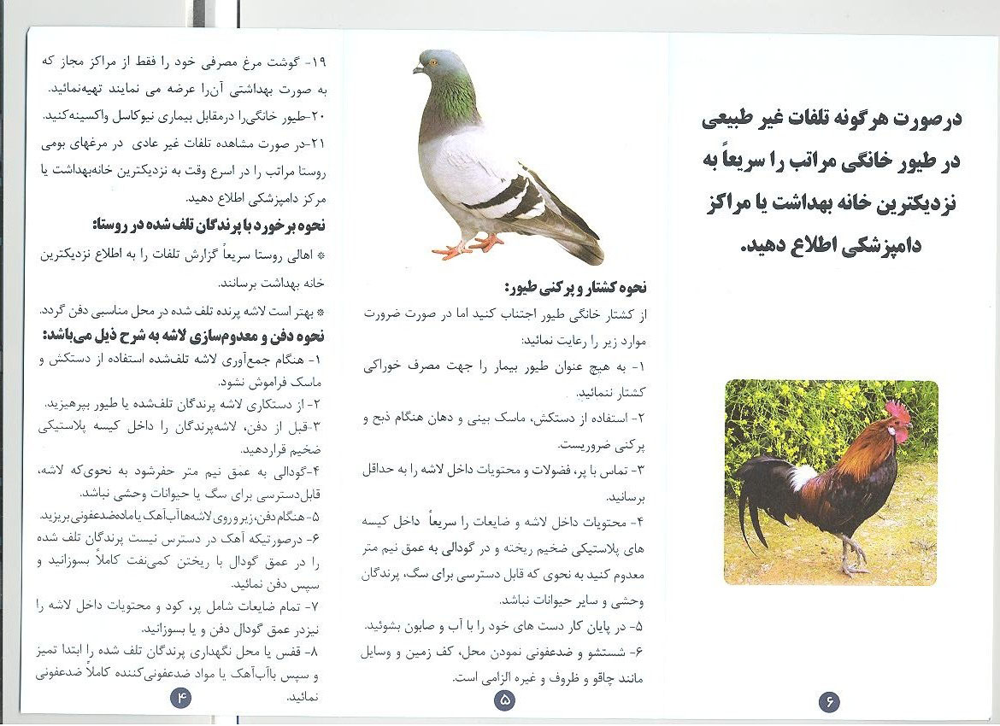 ۱۹- گوشت مرغ مصرفی خود را فقط از مراکز مجاز که
به صورت بهداشتی آن‌را عرضه می نمایند تهیه‌نمائید.
۲۰-طیور خانگی‌را درمقابل بیماری نیوکاسل واکسینه‌کنید.
۲۱-در صورت مشاهده تلفات غیر عادی در مرغهای بومی
روستا مراتب را در اسرع وقت به نزدیکترین خانه‌بهداشت یا
مرکز دامپزشکی اطلاع دهید.
نحوه برخورد با پرندگان تلف شده در روستا:
* اهالی روستا سریعاً گزارش تلفات را به اطلاع نزدیکترین
خانه بهداشت برسانند.
* بهتر است لاشه پرنده تلف شده در محل مناسبی دفن گردد.
نحوه دفن و معدوم‌سازی لاشه به شرح ذیل می‌باشد:
۱- هنگام جمع‌آوری لاشه تلف‌شده استفاده از دستکش و
ماسک فراموش نشود.
۲- از دستکاری لاشه پرندگان تلف‌شده یا طیور بپرهیزید.
۳-قبل از دفن، لاشه‌پرندگان را داخل کیسه پلاستیکی
ضخیم قراردهید.
۴-گودالی به عمق نیم متر حفرشود به نحوی‌که لاشه،
قابل‌دسترسی برای سگ یا حیوانات وحشی نباشد.
۵-هنگام دفن، زیر و روی لاشه‌ها آب‌آهک یا ماده‌ضدعفونی بریزید.
۶- درصورتیکه آهک در دسترس نیست پرندگان تلف شده
را در عمق گودال با ریختن کمی‌نفت کاملاً بسوزانید و
سپس دفن نمائید.
۷- تمام ضایعات شامل پر، کود و محتویات داخل لاشه را
نیزدر عمق گودال دفن و یا بسوزانید.
۸- قفس یا محل نگهداری پرندگان تلف شده را ابتدا تمیز
و سپس باآب‌آهک یا مواد ضدعفونی‌کننده کاملاً ضدعفونی
نمائید.
۴
نحوه کشتار و پرکنی طیور:
از کشتار خانگی طیور اجتناب کنید اما در صورت ضرورت
موارد زیر را رعایت نمائید:
۱- به هیچ عنوان طیور بیمار را جهت مصرف خوراکی
کشتار ننمائید.
۲- استفاده از دستکش، ماسک بینی و دهان هنگام ذبح و
پرکنی ضروریست.
۳- تماس با پر، فضولات و محتویات داخل لاشه را به حداقل
برسانید.
۴- محتویات داخل لاشه و ضایعات را سریعاً داخل کیسه
های پلاستیکی ضخیم ریخته و در گودالی به عمق نیم متر
معدوم کنید به نحوی که قابل دسترسی برای سگ، پرندگان
وحشی و سایر حیوانات نباشد.
۵- در پایان کار دست های خود را با آب و صابون بشوئید.
۶- شستشو و ضدعفونی نمودن محل، کف زمین و وسایل
مانند چاقو و ظروف و غیره الزامی است.
۵
درصورت هرگونه تلفات غیر طبیعی
در طیور خانگی مراتب را سریعاً به
نزدیکترین خانه بهداشت یا مراکز
دامپزشکی اطلاع دهید.
۶